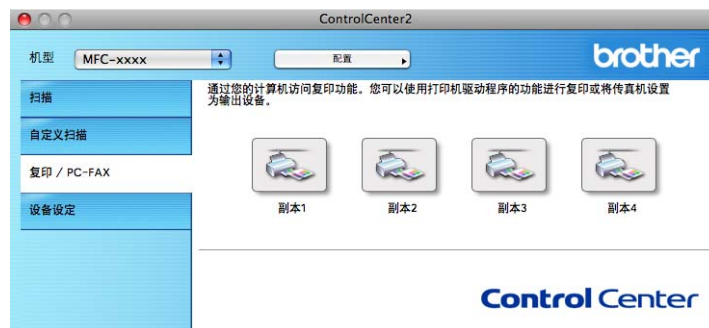 ControlCenter2
机型 MFC-xxxx 配置 brother
扫描
自定义扫描
复印 / PC-FAX
设备设定
通过您的计算机访问复印功能。您可以使用打印机驱动程序的功能进行复印或将传真机设置
为输出设备。
副本1 副本2 副本3 副本4
Control Center